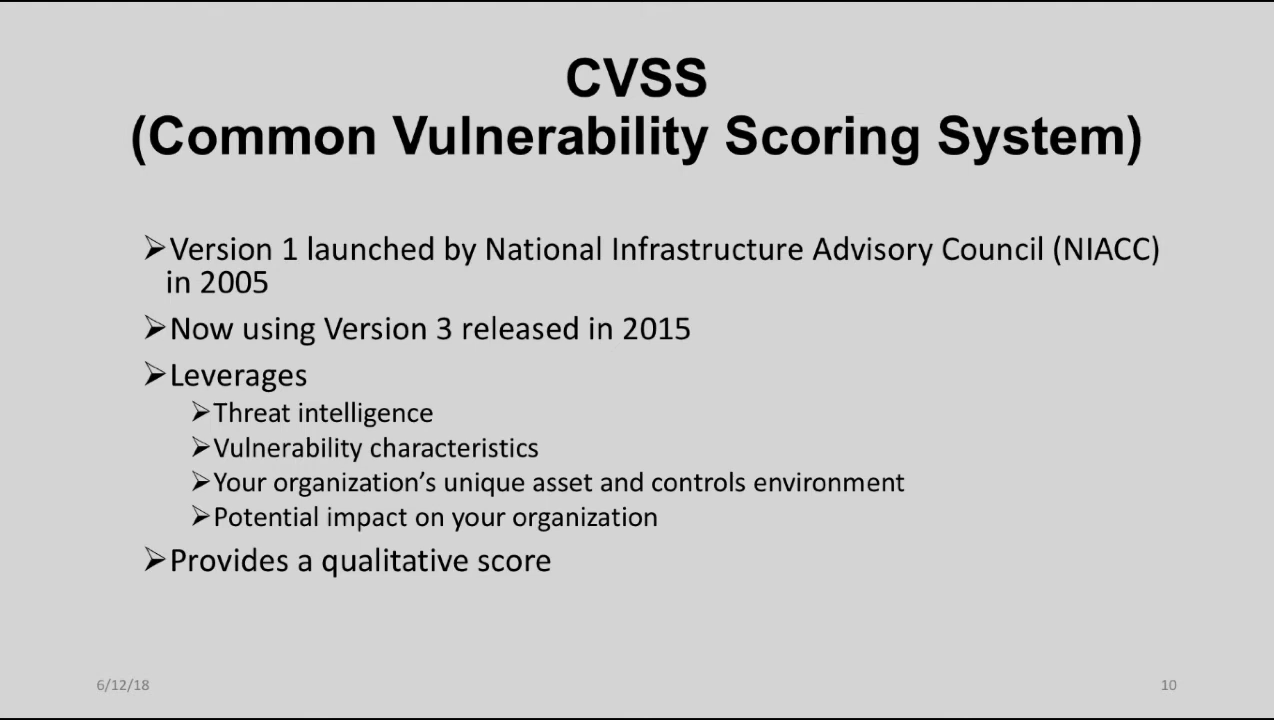 CVSS
(Common Vulnerability Scoring System)
➢Version 1 launched by National Infrastructure Advisory Council (NIACC)
in 2005
➢Now using Version 3 released in 2015
➢Leverages
➢Threat intelligence
➢Vulnerability characteristics
➢Your organization’s unique asset and controls environment
➢Potential impact on your organization
➢Provides a qualitative score
6/12/18
10